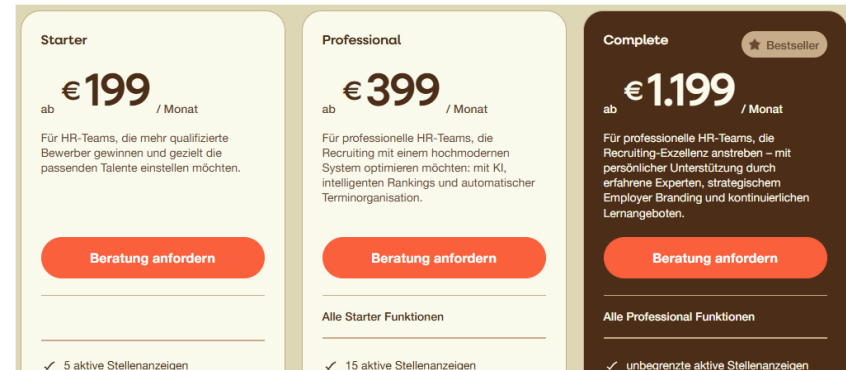 Starter
ab €199 / Monat
Für HR-Teams, die mehr qualifizierte
Bewerber gewinnen und gezielt die
passenden Talente einstellen möchten.
Beratung anfordern
5 aktive Stellenanzeigen
Professional
ab €399 / Monat
Für professionelle HR-Teams, die
Recruiting mit einem hochmodernen
System optimieren möchten: mit KI,
intelligenten Rankings und automatischer
Terminorganisation.
Beratung anfordern
Alle Starter Funktionen
15 aktive Stellenanzeigen
Complete
Bestseller
ab €1.199 / Monat
Für professionelle HR-Teams, die
Recruiting-Exzellenz anstreben – mit
persönlicher Unterstützung durch
erfahrene Experten, strategischem
Employer Branding und kontinuierlichen
Lernangeboten.
Beratung anfordern
Alle Professional Funktionen
unbegrenzte aktive Stellenanzeigen